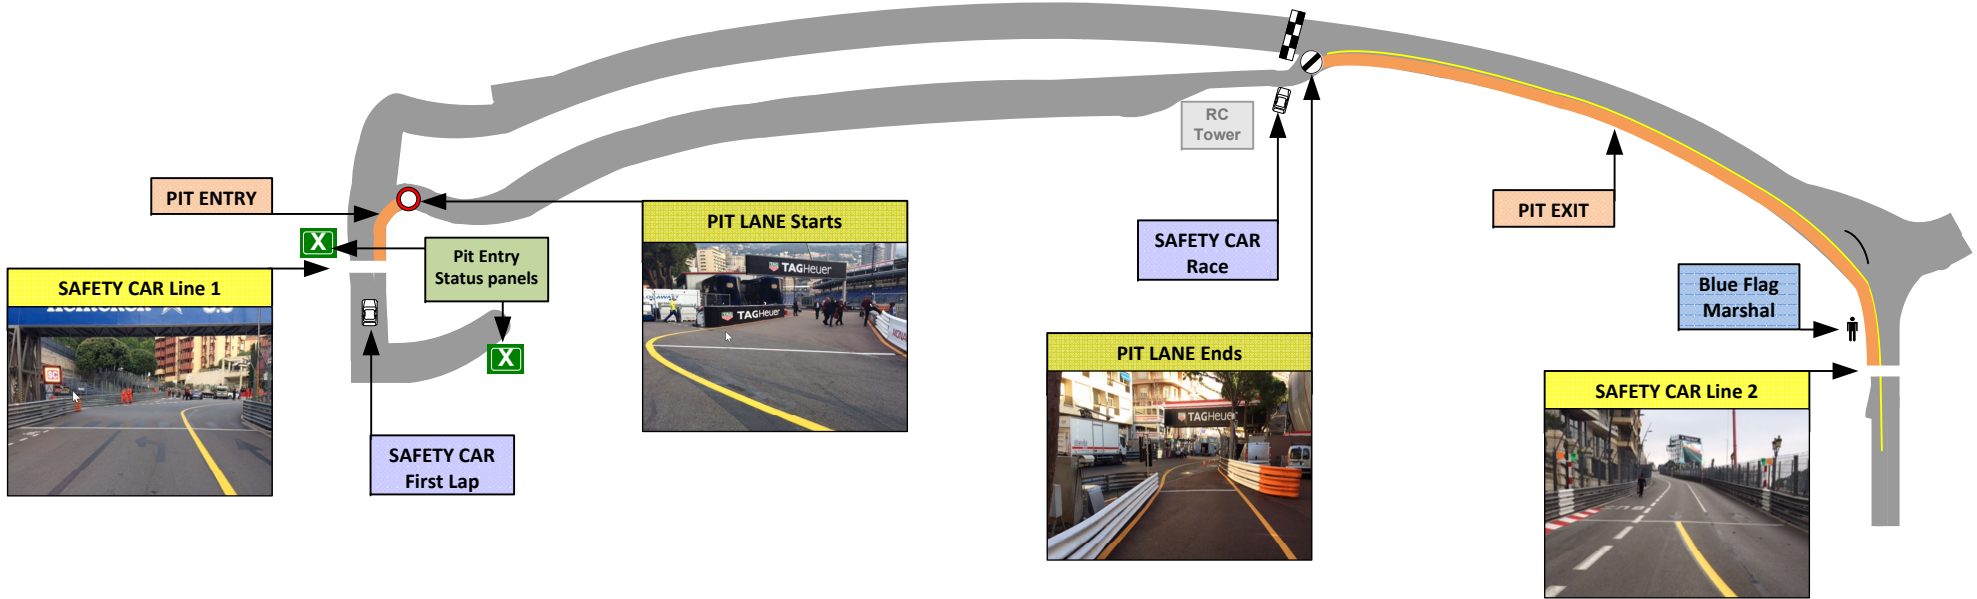 RC
Tower
PIT ENTRY
PIT LANE Starts
PIT EXIT
X
Pit Entry
Status panels
SAFETY CAR
Race
SAFETY CAR Line 1
Blue Flag
Marshal
TAGHeuer
TAGHeuer
X
PIT LANE Ends
SAFETY CAR Line 2
SC
TAGHeuer
SAFETY CAR
First Lap